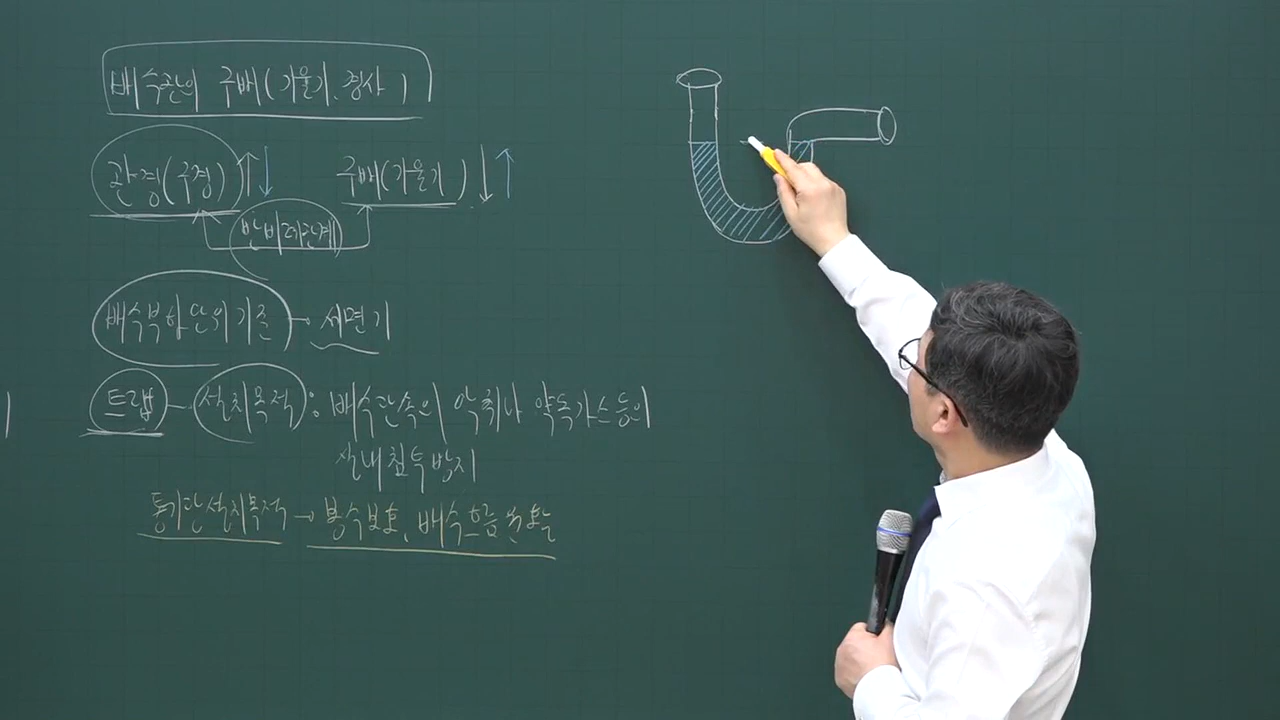 배수관의 구배(기울기, 경사)
관경(구경)↑↓ 구배(기울기)↓↑
반비례관계
배수부하단위기준 → 세면기
트랩 - 설치목적 : 배수관속의 악취나 유독가스등이
실내침투방지
통기관설치목적 → 봉수보호, 배수흐름원활